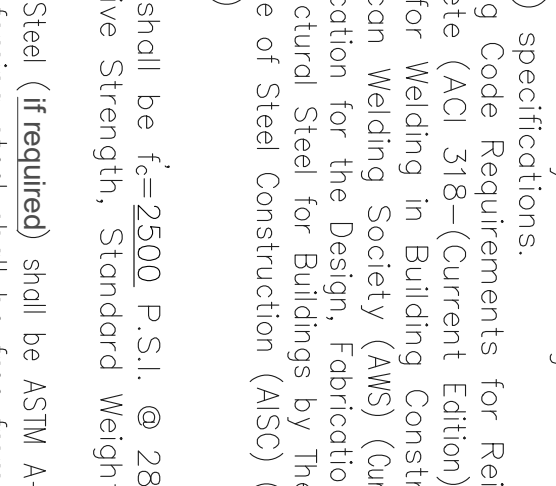 ) specifications.
g Code Requirements for Rei
ete (ACI 318-(Current Edition)
for Welding in Building Constr
can Welding Society (AWS) (Cur
cation for the Design, Fabricatio
ctural Steel for Buildings by The
e of Steel Construction (AISC) (
)
shall be f'c=2500 P.S.I. @ 28
ive Strength, Standard Weight
Steel (if required) shall be ASTM A-